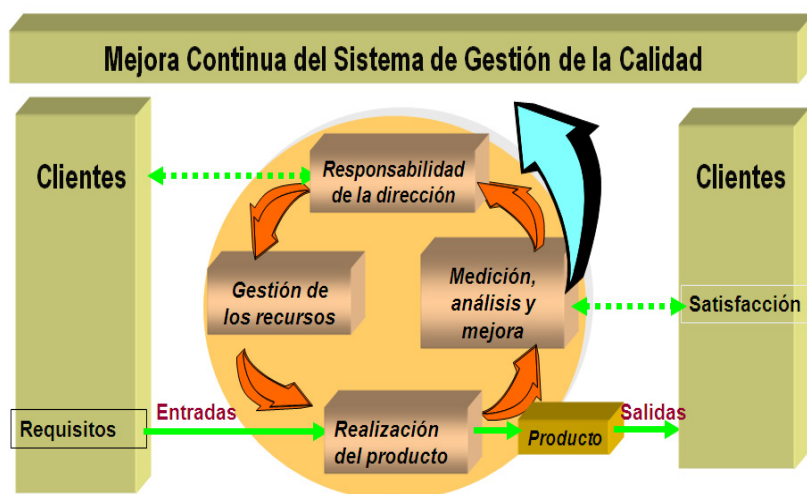 Mejora Continua del Sistema de Gestión de la Calidad
Clientes
Responsabilidad
de la dirección
Clientes
Gestión de
los recursos
Medición,
análisis y
mejora
Satisfacción
Requisitos
Entradas
Realización
del producto
Producto
Salidas